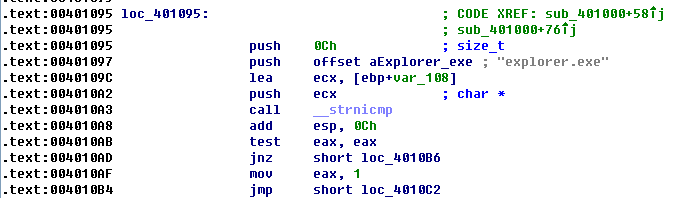 .text:00401095 loc_401095: ; CODE XREF: sub_401000+58↑j
.text:00401095 ; sub_401000+76↑j
.text:00401095 push 0Ch ; size_t
.text:00401097 push offset aExplorer_exe ; "explorer.exe"
.text:0040109C lea ecx, [ebp+var_108]
.text:004010A2 push ecx ; char *
.text:004010A3 call __strnicmp
.text:004010A8 add esp, 0Ch
.text:004010AB test eax, eax
.text:004010AD jnz short loc_4010B6
.text:004010AF mov eax, 1
.text:004010B4 jmp short loc_4010C2